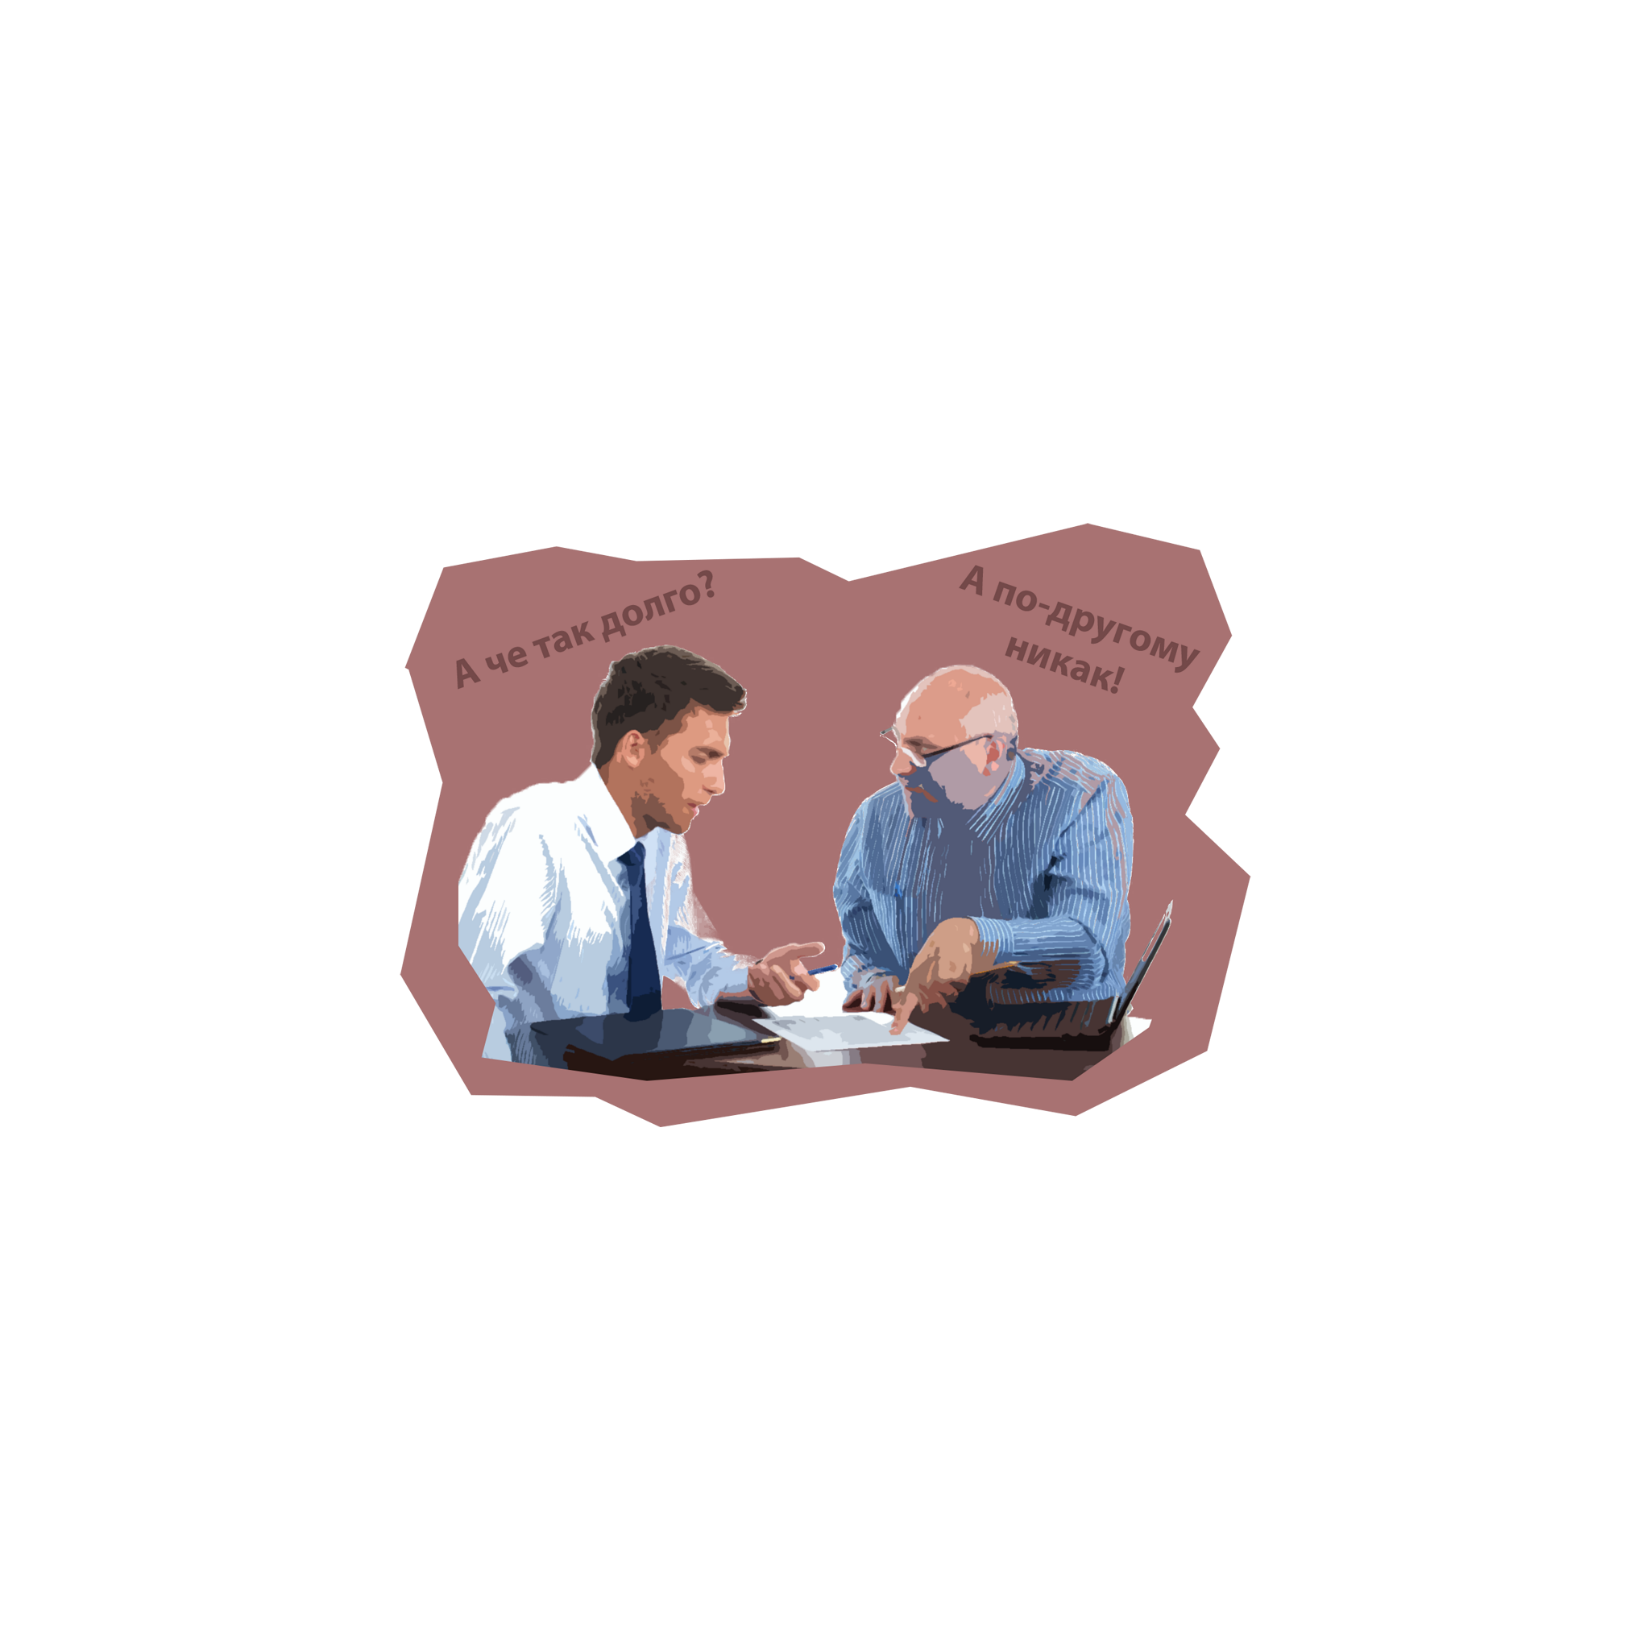 А че так долго?
А по-другому
никак!